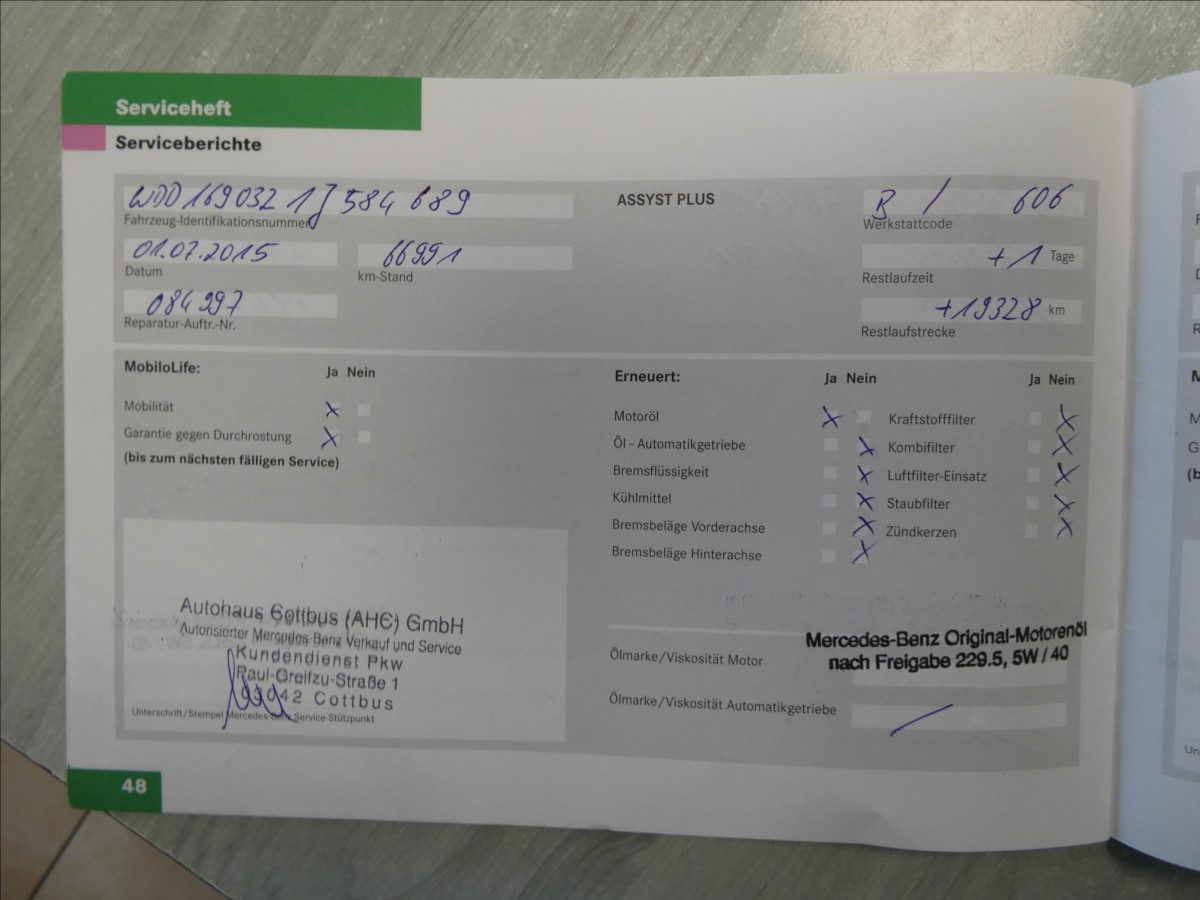 Serviceheft
Serviceberichte
WDD 169032 1J 584 689
Fahrzeug-Identifikationsnummer
01.07.2015
Datum
66991
km-Stand
084297
Reparatur-Auftr.-Nr.
ASSYST PLUS
B / 606
Werkstattcode
+1 Tage
Restlaufzeit
+19328 km
Restlaufstrecke
MobiloLife: Ja Nein
Mobilität X
Garantie gegen Durchrostung X
(bis zum nächsten fälligen Service)
Erneuert: Ja Nein Ja Nein
Motoröl X Kraftstofffilter X
Öl - Automatikgetriebe X Kombifilter X
Bremsflüssigkeit X Luftfilter-Einsatz X
Kühlmittel X Staubfilter X
Bremsbeläge Vorderachse X Zündkerzen X
Bremsbeläge Hinterachse X
Autohaus Cottbus (AHC) GmbH
Autorisierter Mercedes-Benz Verkauf und Service
Kundendienst Pkw
Paul-Greifzu-Straße 1
03042 Cottbus
Unterschrift/Stempel Mercedes-Benz Service-Stützpunkt
Mercedes-Benz Original-Motorenöl
nach Freigabe 229.5, 5W / 40
Ölmarke/Viskosität Motor
Ölmarke/Viskosität Automatikgetriebe /
48